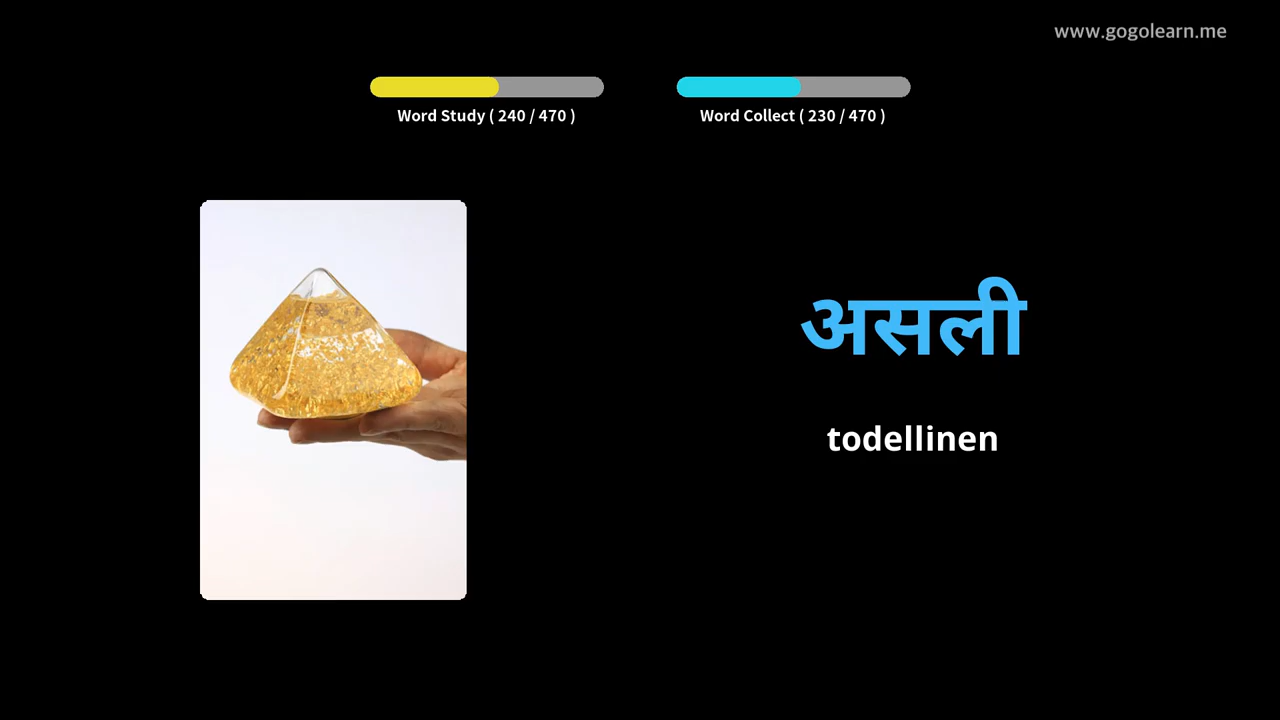 www.gogolearn.me
Word Study ( 240 / 470 )
Word Collect ( 230 / 470 )
असली
todellinen